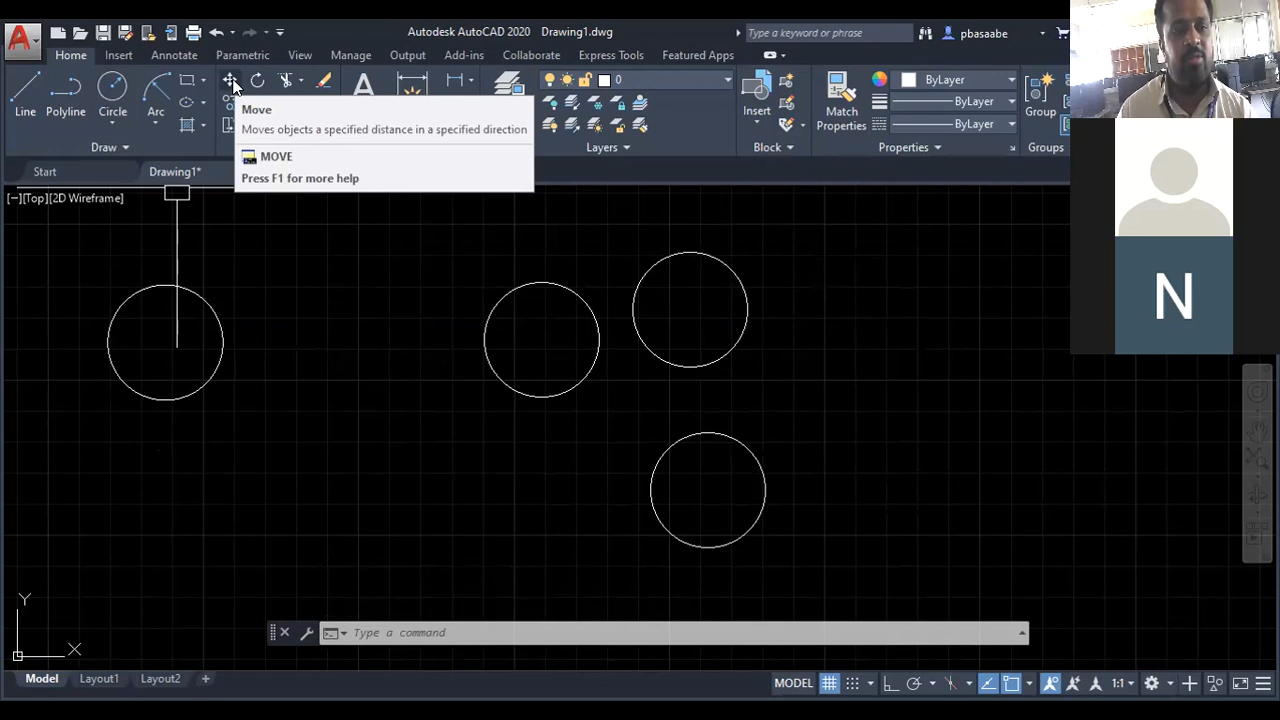 Autodesk AutoCAD 2020 Drawing1.dwg
Type a keyword or phrase
pbasaabe
Home Insert Annotate Parametric View Manage Output Add-ins Collaborate Express Tools Featured Apps
0
ByLayer
Line Polyline Circle Arc
Insert
Match Properties
ByLayer
Group
ByLayer
Draw
Layers
Block
Properties
Groups
Move
Moves objects a specified distance in a specified direction
MOVE
Press F1 for more help
Start Drawing1*
[−][Top][2D Wireframe]
N
Y
X
Type a command
Model Layout1 Layout2 +
MODEL
1:1